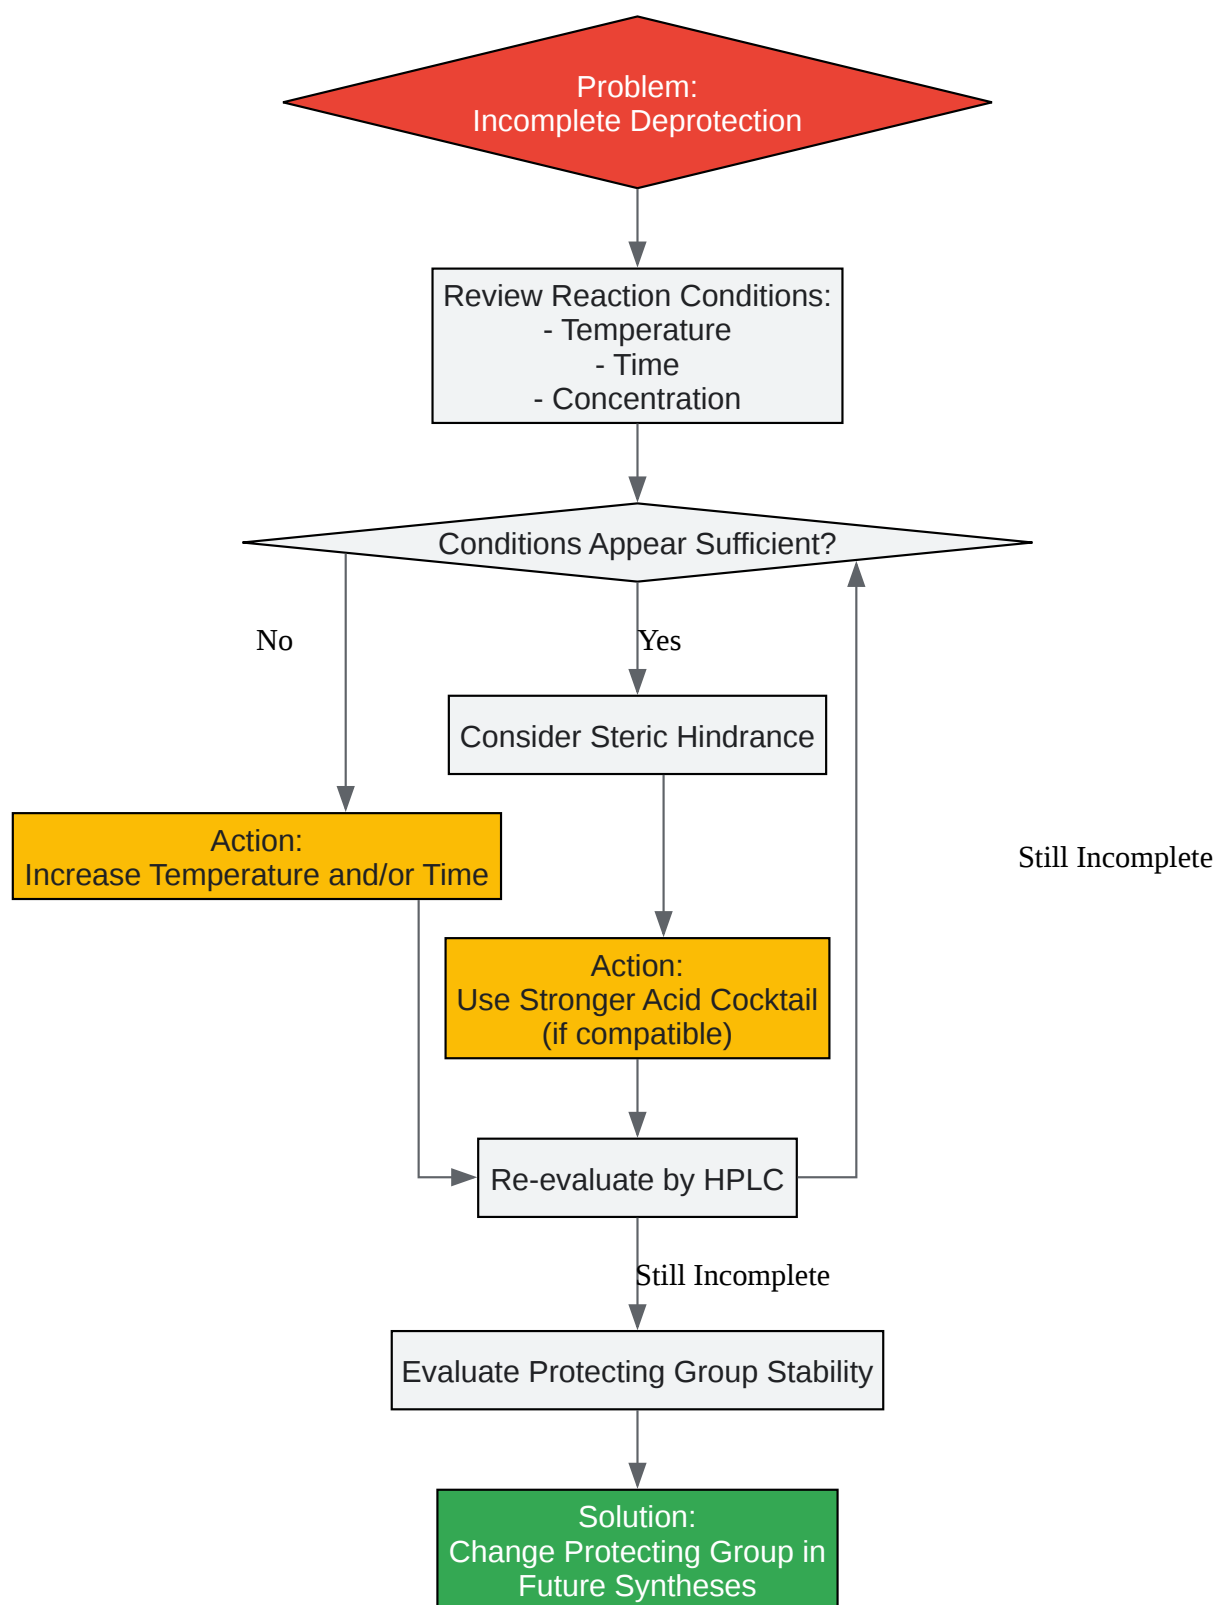 Problem:
Incomplete Deprotection
Review Reaction Conditions:
- Temperature
- Time
- Concentration
Conditions Appear Sufficient?
No
Yes
Consider Steric Hindrance
Action:
Increase Temperature and/or Time
Still Incomplete
Action:
Use Stronger Acid Cocktail
(if compatible)
Re-evaluate by HPLC
Still Incomplete
Evaluate Protecting Group Stability
Solution:
Change Protecting Group in
Future Syntheses